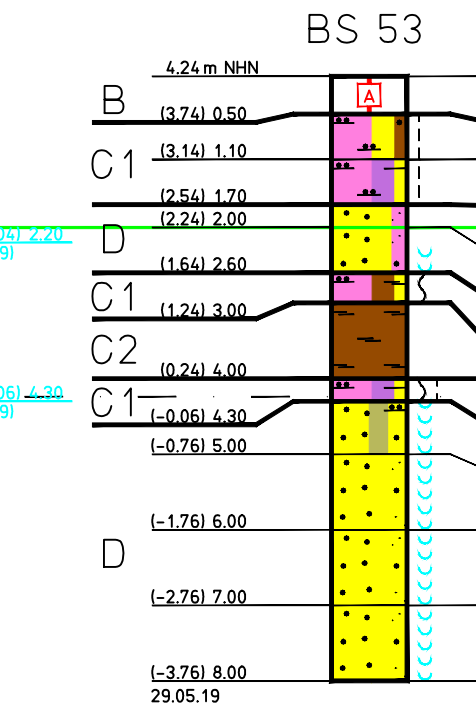 BS 53
4.24 m NHN
A
B
(3.74) 0.50
C1
(3.14) 1.10
(2.54) 1.70
(2.24) 2.00
04) 2.20
9)
D
(1.64) 2.60
C1
(1.24) 3.00
C2
(0.24) 4.00
06) 4.30
9)
C1
(-0.06) 4.30
(-0.76) 5.00
(-1.76) 6.00
D
(-2.76) 7.00
(-3.76) 8.00
29.05.19